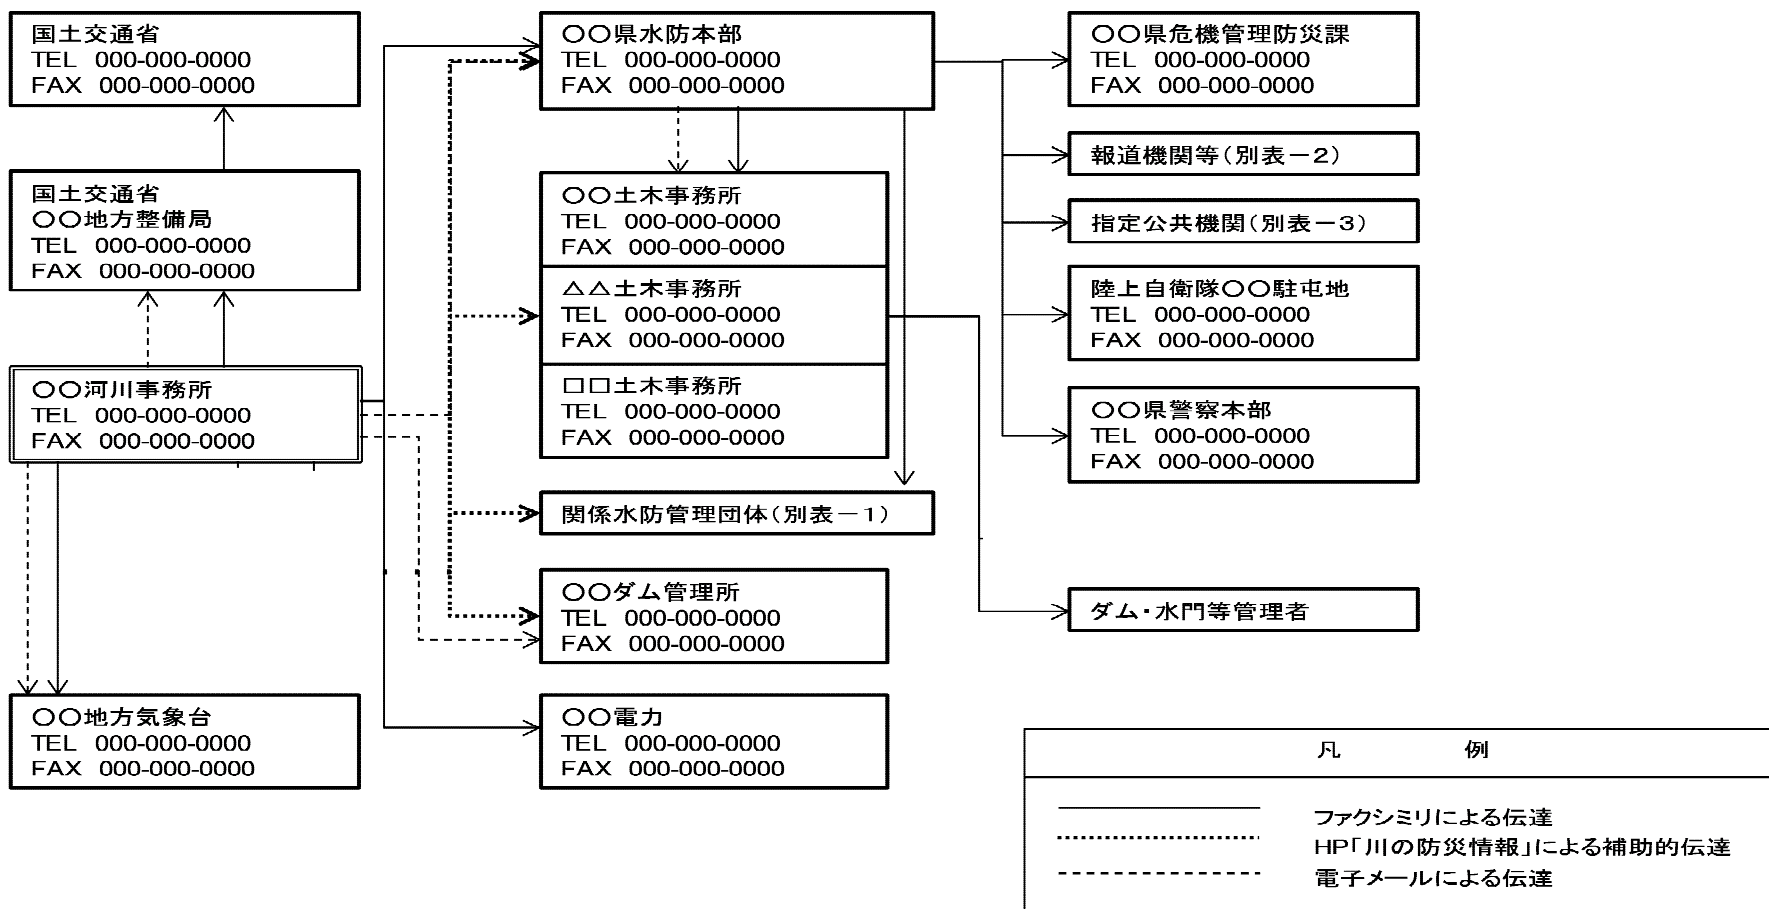 国土交通省
TEL 000-000-0000
FAX 000-000-0000
国土交通省
〇〇地方整備局
TEL 000-000-0000
FAX 000-000-0000
〇〇河川事務所
TEL 000-000-0000
FAX 000-000-0000
〇〇地方気象台
TEL 000-000-0000
FAX 000-000-0000
〇〇県水防本部
TEL 000-000-0000
FAX 000-000-0000
〇〇土木事務所
TEL 000-000-0000
FAX 000-000-0000
△△土木事務所
TEL 000-000-0000
FAX 000-000-0000
□□土木事務所
TEL 000-000-0000
FAX 000-000-0000
関係水防管理団体(別表－1)
〇〇ダム管理所
TEL 000-000-0000
FAX 000-000-0000
〇〇電力
TEL 000-000-0000
FAX 000-000-0000
〇〇県危機管理防災課
TEL 000-000-0000
FAX 000-000-0000
報道機関等(別表－2)
指定公共機関(別表－3)
陸上自衛隊〇〇駐屯地
TEL 000-000-0000
FAX 000-000-0000
〇〇県警察本部
TEL 000-000-0000
FAX 000-000-0000
ダム・水門等管理者
凡　例
ファクシミリによる伝達
HP「川の防災情報」による補助的伝達
電子メールによる伝達